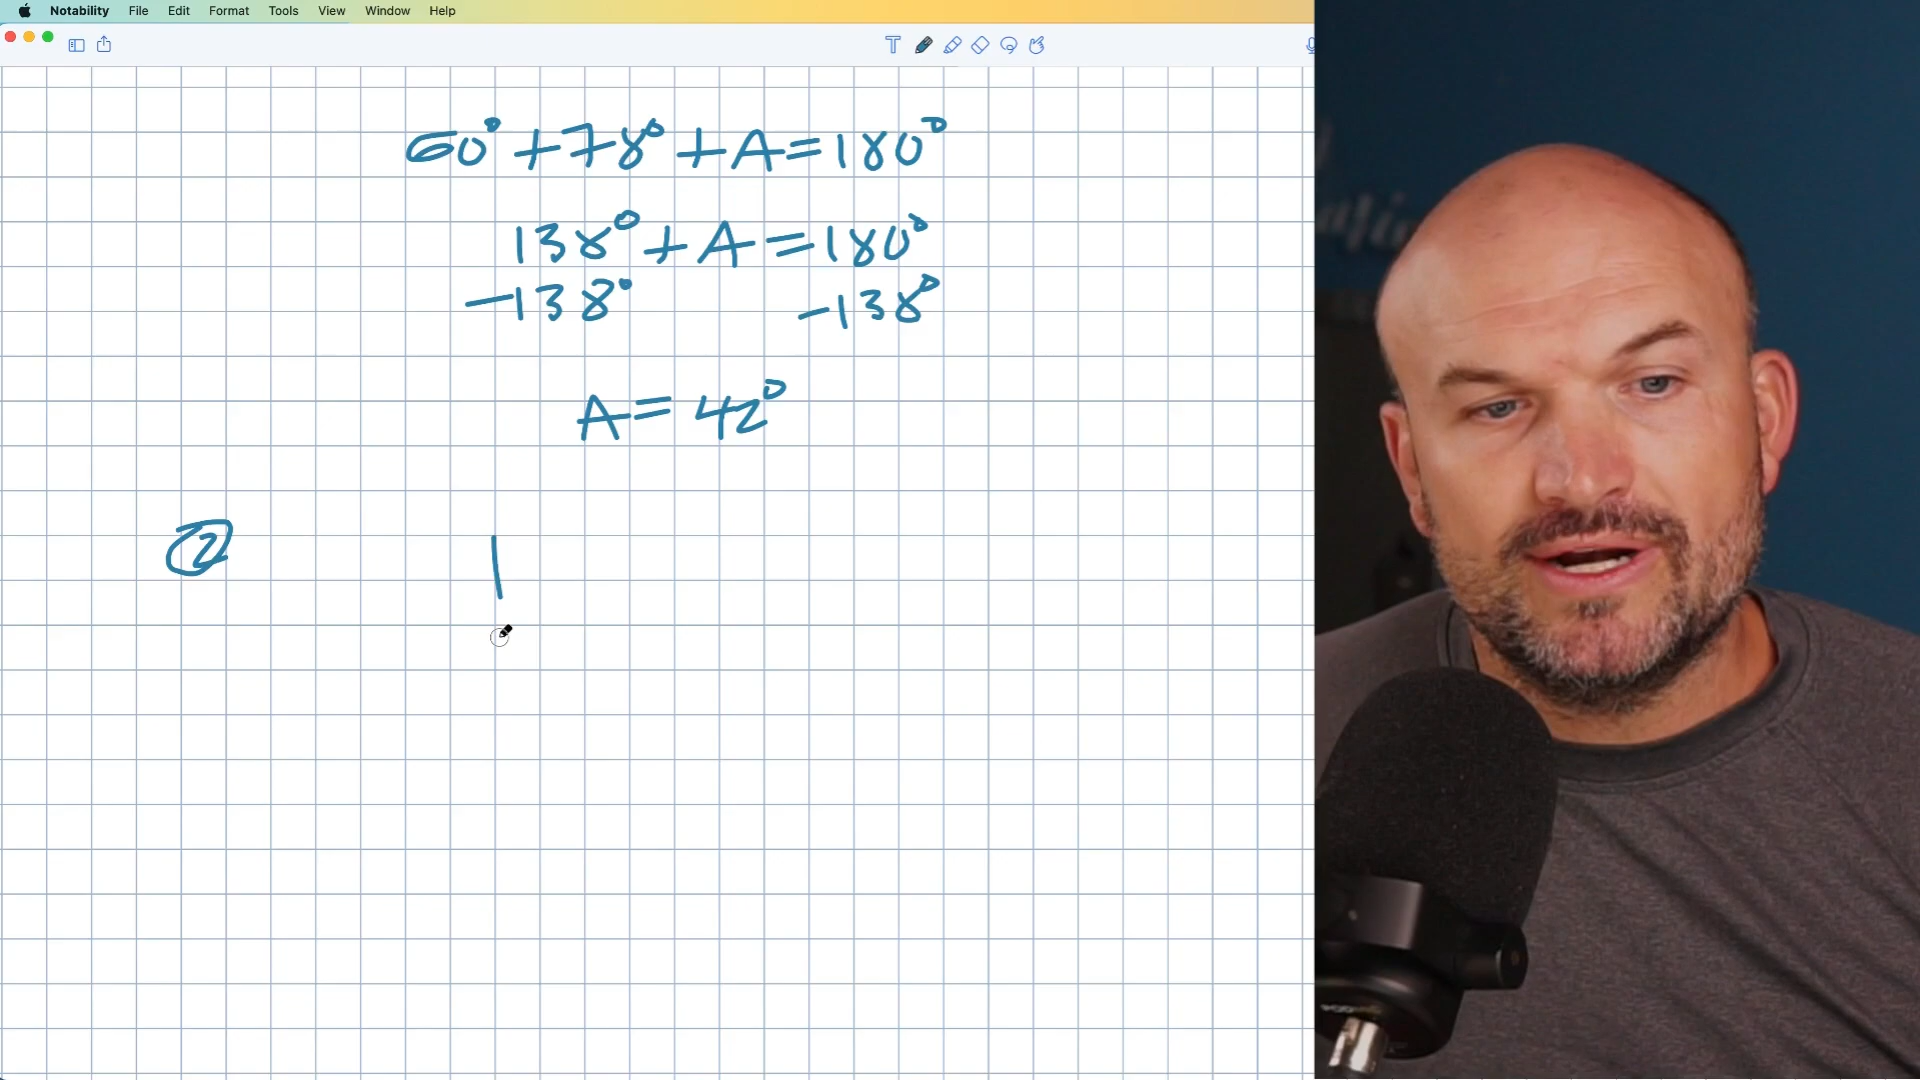 Notability File Edit Format Tools View Window Help
60° + 78° + A = 180°
138° + A = 180°
-138° -138°
A = 42°
②